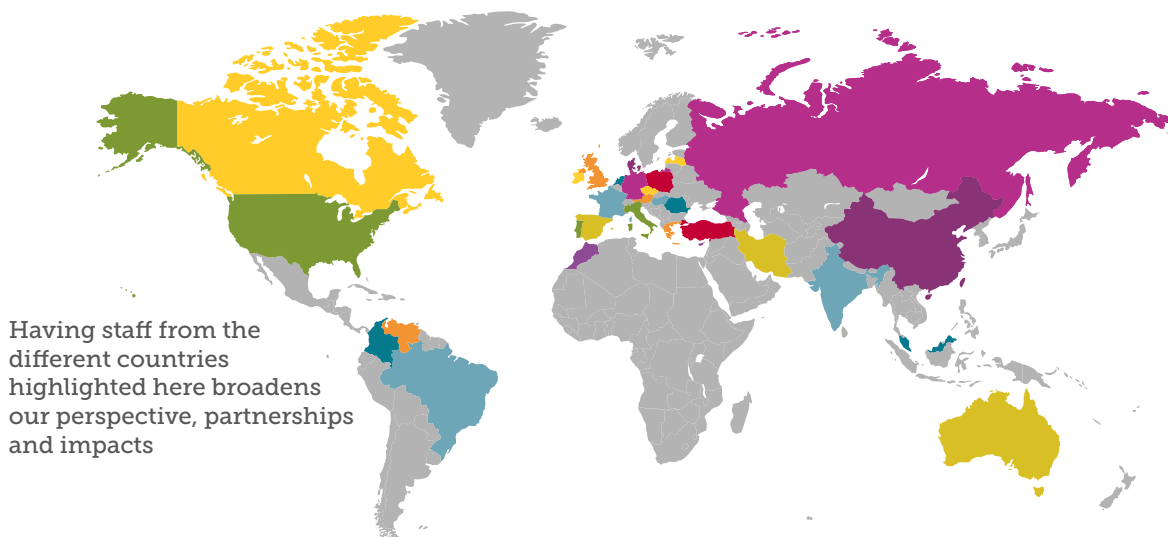 Having staff from the
different countries
highlighted here broadens
our perspective, partnerships
and impacts